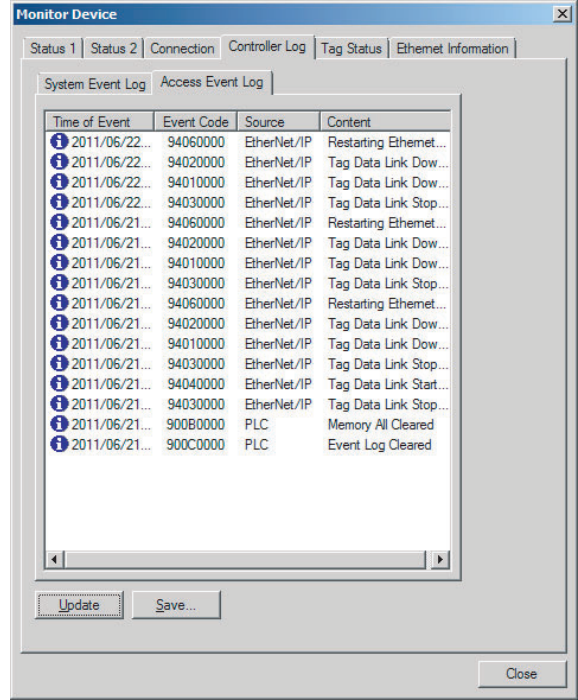 Monitor Device
Status 1 Status 2 Connection Controller Log Tag Status Ethernet Information
System Event Log Access Event Log
Time of Event Event Code Source Content
2011/06/22... 94060000 EtherNet/IP Restarting Ethernet...
2011/06/22... 94020000 EtherNet/IP Tag Data Link Dow...
2011/06/22... 94010000 EtherNet/IP Tag Data Link Dow...
2011/06/22... 94030000 EtherNet/IP Tag Data Link Stop...
2011/06/21... 94060000 EtherNet/IP Restarting Ethernet...
2011/06/21... 94020000 EtherNet/IP Tag Data Link Dow...
2011/06/21... 94010000 EtherNet/IP Tag Data Link Dow...
2011/06/21... 94030000 EtherNet/IP Tag Data Link Stop...
2011/06/21... 94060000 EtherNet/IP Restarting Ethernet...
2011/06/21... 94020000 EtherNet/IP Tag Data Link Dow...
2011/06/21... 94010000 EtherNet/IP Tag Data Link Dow...
2011/06/21... 94030000 EtherNet/IP Tag Data Link Stop...
2011/06/21... 94040000 EtherNet/IP Tag Data Link Start...
2011/06/21... 94030000 EtherNet/IP Tag Data Link Stop...
2011/06/21... 900B0000 PLC Memory All Cleared
2011/06/21... 900C0000 PLC Event Log Cleared
Update Save...
Close